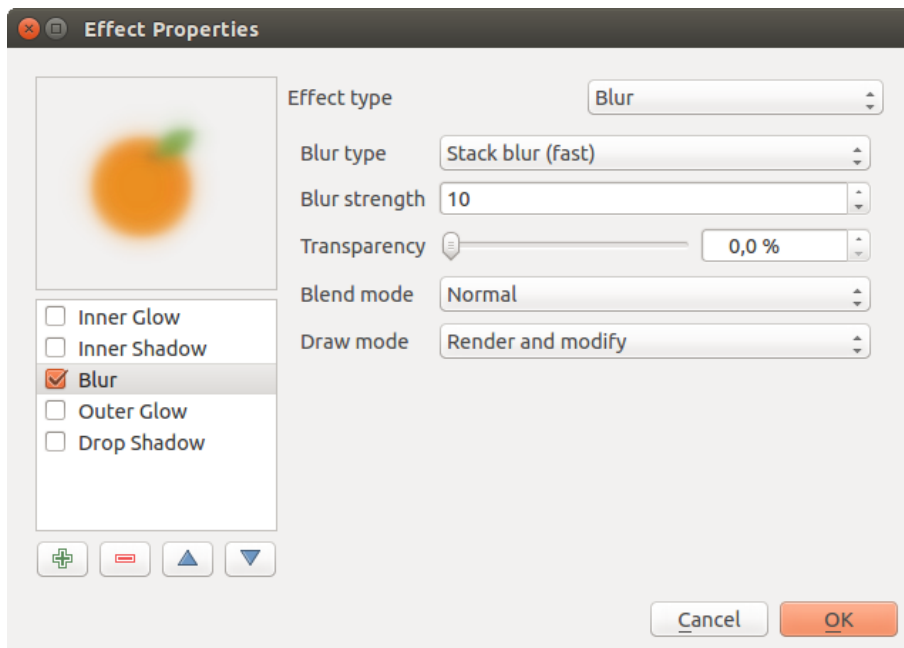 Effect Properties
Effect type Blur
Blur type Stack blur (fast)
Blur strength 10
Transparency 0,0 %
Blend mode Normal
Draw mode Render and modify
Inner Glow
Inner Shadow
Blur
Outer Glow
Drop Shadow
Cancel OK